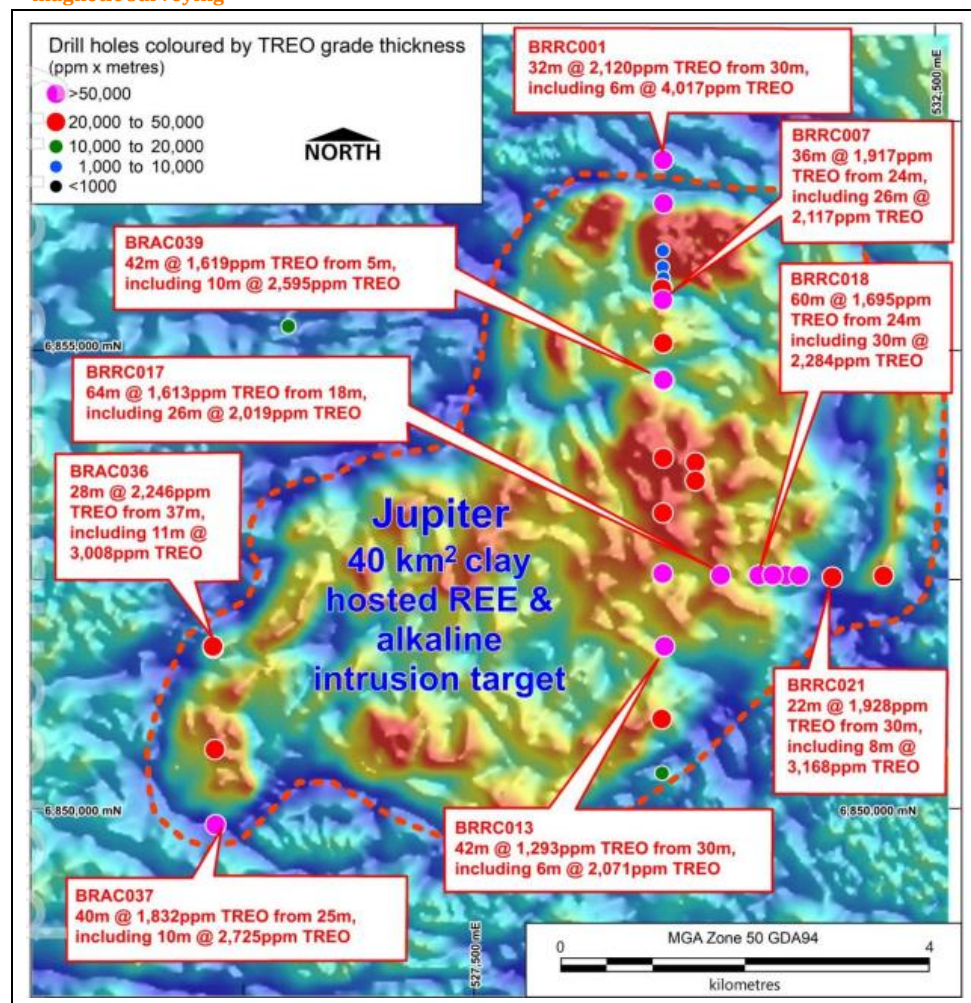 magnetic surveying
Drill holes coloured by TREO grade thickness
(ppm x metres)
>50,000
20,000 to 50,000
10,000 to 20,000
1,000 to 10,000
<1000
NORTH
BRRC001
32m @ 2,120ppm TREO from 30m,
including 6m @ 4,017ppm TREO
532,500 mE
BRRC007
36m @ 1,917ppm
TREO from 24m,
including 26m @
2,117ppm TREO
BRAC039
42m @ 1,619ppm TREO from 5m,
including 10m @ 2,595ppm TREO
BRRC018
60m @ 1,695ppm
TREO from 24m
including 30m @
2,284ppm TREO
6,855,000 mN
BRRC017
64m @ 1,613ppm TREO from 18m,
including 26m @ 2,019ppm TREO
BRAC036
28m @ 2,246ppm
TREO from 37m,
including 11m @
3,008ppm TREO
Jupiter
40 km² clay
hosted REE &
alkaline
intrusion target
BRRC021
22m @ 1,928ppm
TREO from 30m,
including 8m @
3,168ppm TREO
6,850,000 mN
6,850,000 mN
BRRC013
42m @ 1,293ppm TREO from 30m,
including 6m @ 2,071ppm TREO
BRAC037
40m @ 1,832ppm TREO from 25m,
including 10m @ 2,725ppm TREO
527,500 mE
MGA Zone 50 GDA94
0 4
kilometres